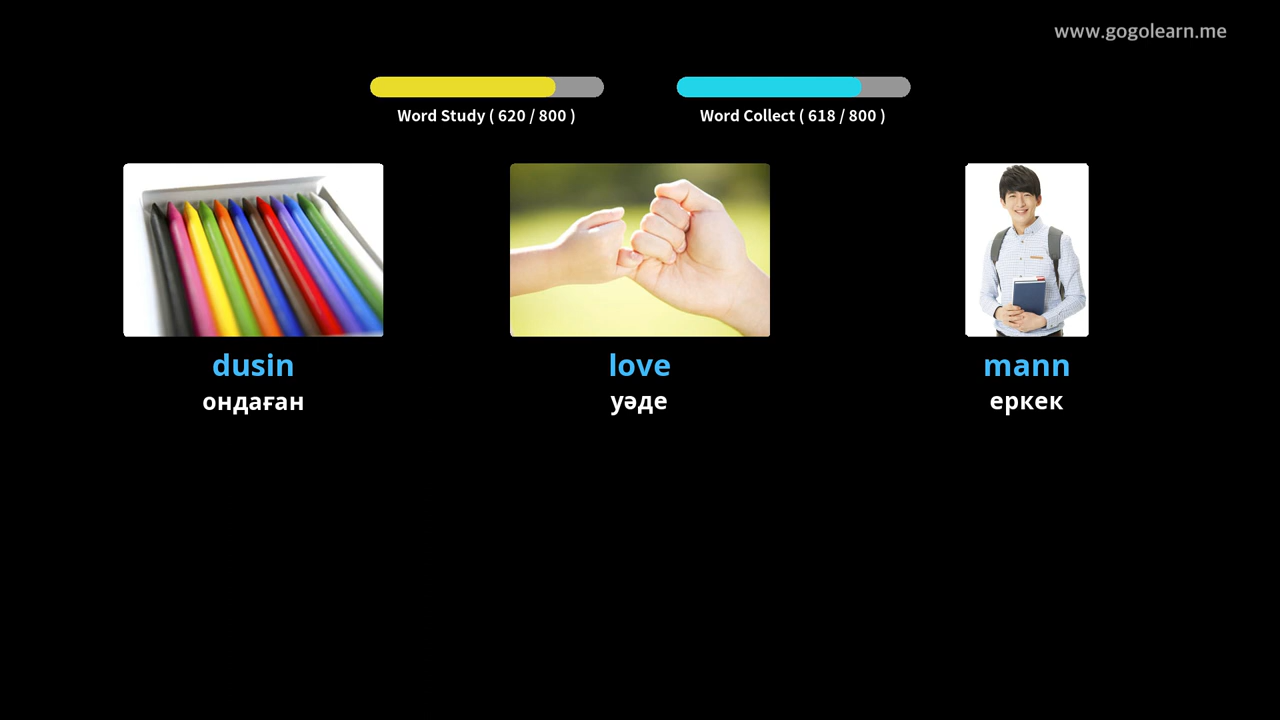 www.gogolearn.me
Word Study ( 620 / 800 )
Word Collect ( 618 / 800 )
dusin
ондаған
love
уәде
mann
еркек